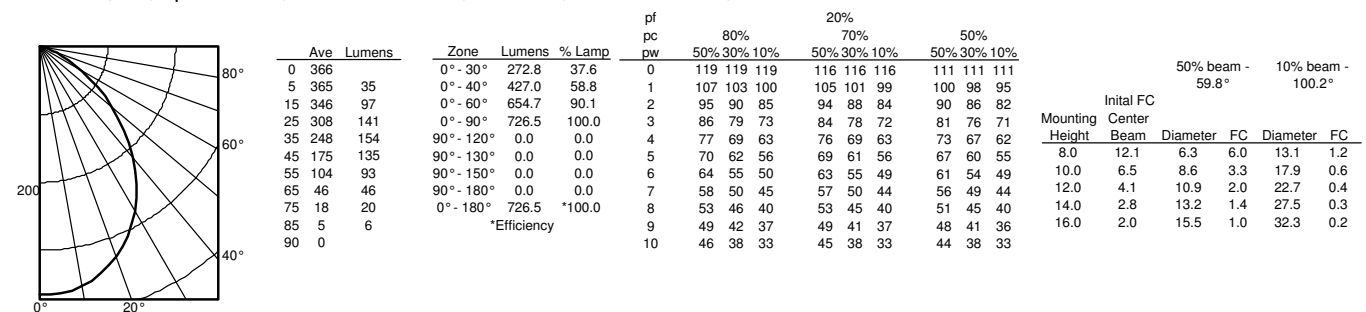 80°
60°
40°
20°
0°
200
Ave Lumens
0 366
5 365 35
15 346 97
25 308 141
35 248 154
45 175 135
55 104 93
65 46 46
75 18 20
85 5 6
90 0
Zone Lumens % Lamp
0°- 30° 272.8 37.6
0°- 40° 427.0 58.8
0°- 60° 654.7 90.1
0°- 90° 726.5 100.0
90°- 120° 0.0 0.0
90°- 130° 0.0 0.0
90°- 150° 0.0 0.0
90°- 180° 0.0 0.0
0°- 180° 726.5 *100.0
*Efficiency
pf 20%
pc 80% 70% 50%
pw 50% 30% 10% 50% 30% 10% 50% 30% 10%
0 119 119 119 116 116 116 111 111 111
1 107 103 100 105 101 99 100 98 95
2 95 90 85 94 88 84 90 86 82
3 86 79 73 84 78 72 81 76 71
4 77 69 63 76 69 63 73 67 62
5 70 62 56 69 61 56 67 60 55
6 64 55 50 63 55 49 61 54 49
7 58 50 45 57 50 44 56 49 44
8 53 46 40 53 45 40 51 45 40
9 49 42 37 49 41 37 48 41 36
10 46 38 33 45 38 33 44 38 33
50% beam - 10% beam -
59.8° 100.2°
Inital FC
Mounting Center
Height Beam Diameter FC Diameter FC
8.0 12.1 6.3 6.0 13.1 1.2
10.0 6.5 8.6 3.3 17.9 0.6
12.0 4.1 10.9 2.0 22.7 0.4
14.0 2.8 13.2 1.4 27.5 0.3
16.0 2.0 15.5 1.0 32.3 0.2